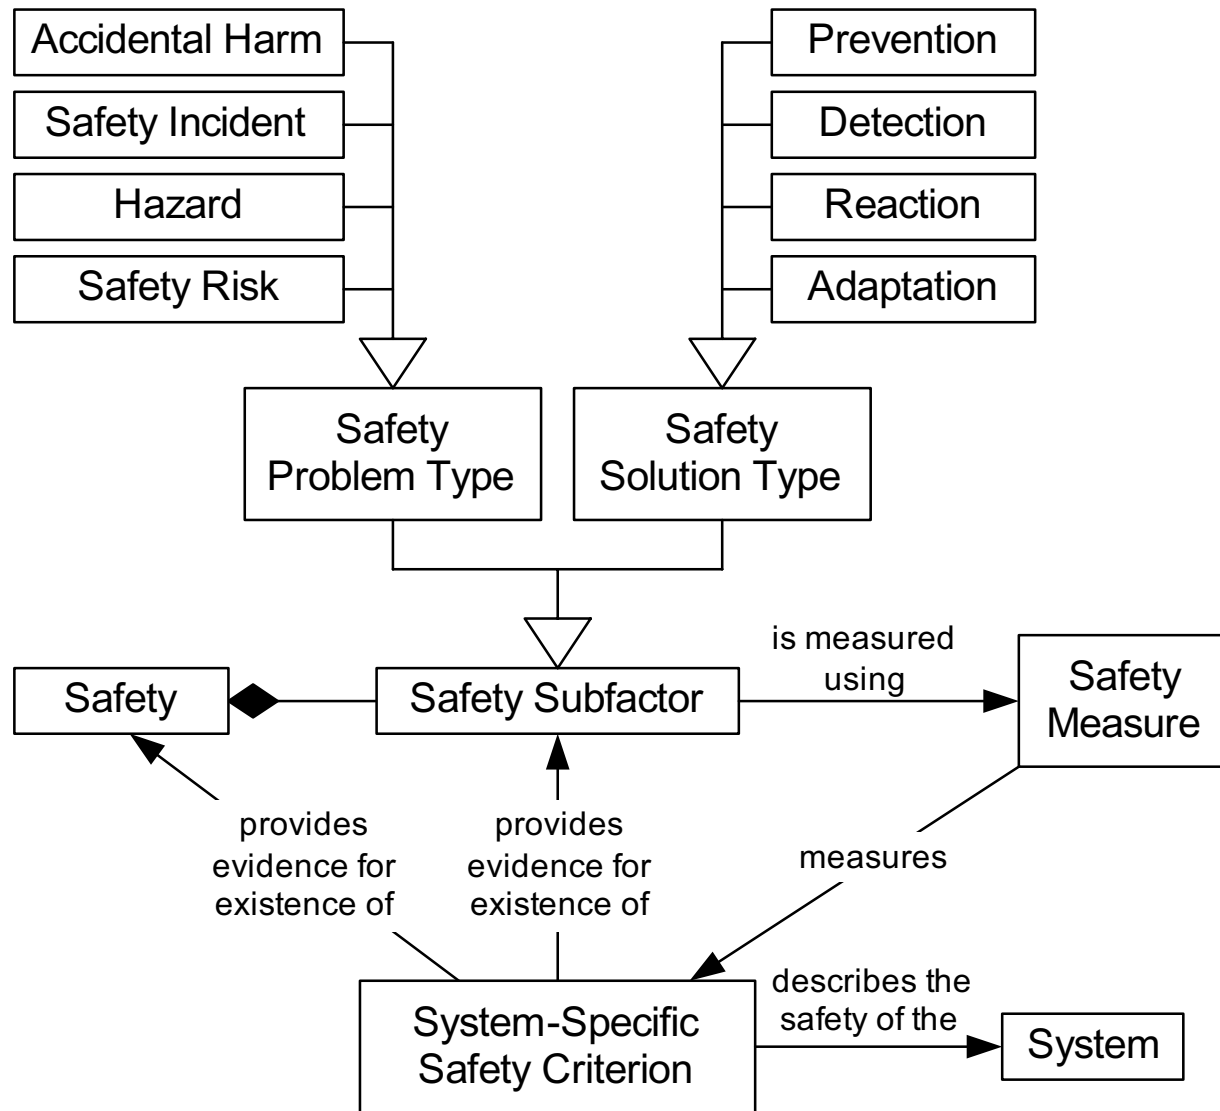 Accidental Harm
Safety Incident
Hazard
Safety Risk
Prevention
Detection
Reaction
Adaptation
Safety
Problem Type
Safety
Solution Type
Safety
Safety Subfactor
is measured
using
Safety
Measure
provides
evidence for
existence of
provides
evidence for
existence of
measures
System-Specific
Safety Criterion
describes the
safety of the
System